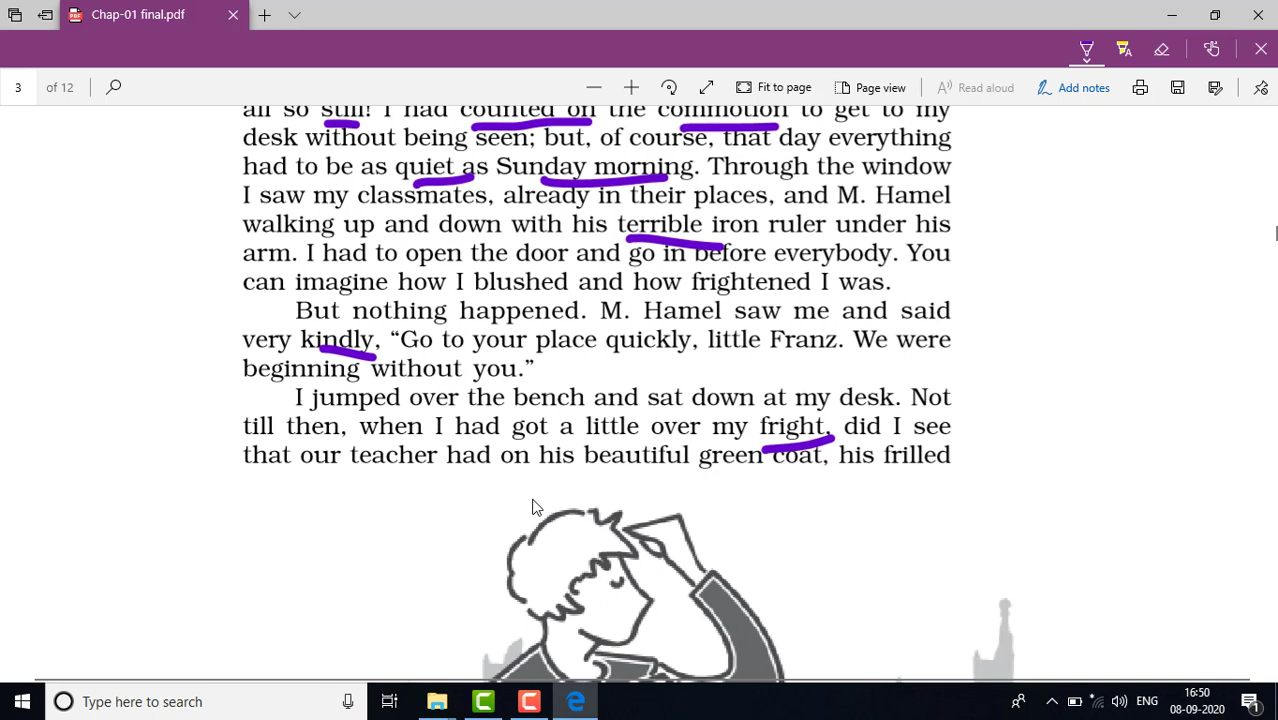 Chap-01 final.pdf
3 of 12 Fit to page Page view Read aloud Add notes
all so still! I had counted on the commotion to get to my
desk without being seen; but, of course, that day everything
had to be as quiet as Sunday morning. Through the window
I saw my classmates, already in their places, and M. Hamel
walking up and down with his terrible iron ruler under his
arm. I had to open the door and go in before everybody. You
can imagine how I blushed and how frightened I was.
But nothing happened. M. Hamel saw me and said
very kindly, “Go to your place quickly, little Franz. We were
beginning without you.”
I jumped over the bench and sat down at my desk. Not
till then, when I had got a little over my fright, did I see
that our teacher had on his beautiful green coat, his frilled
Type here to search ENG 16:50
08-09-2020